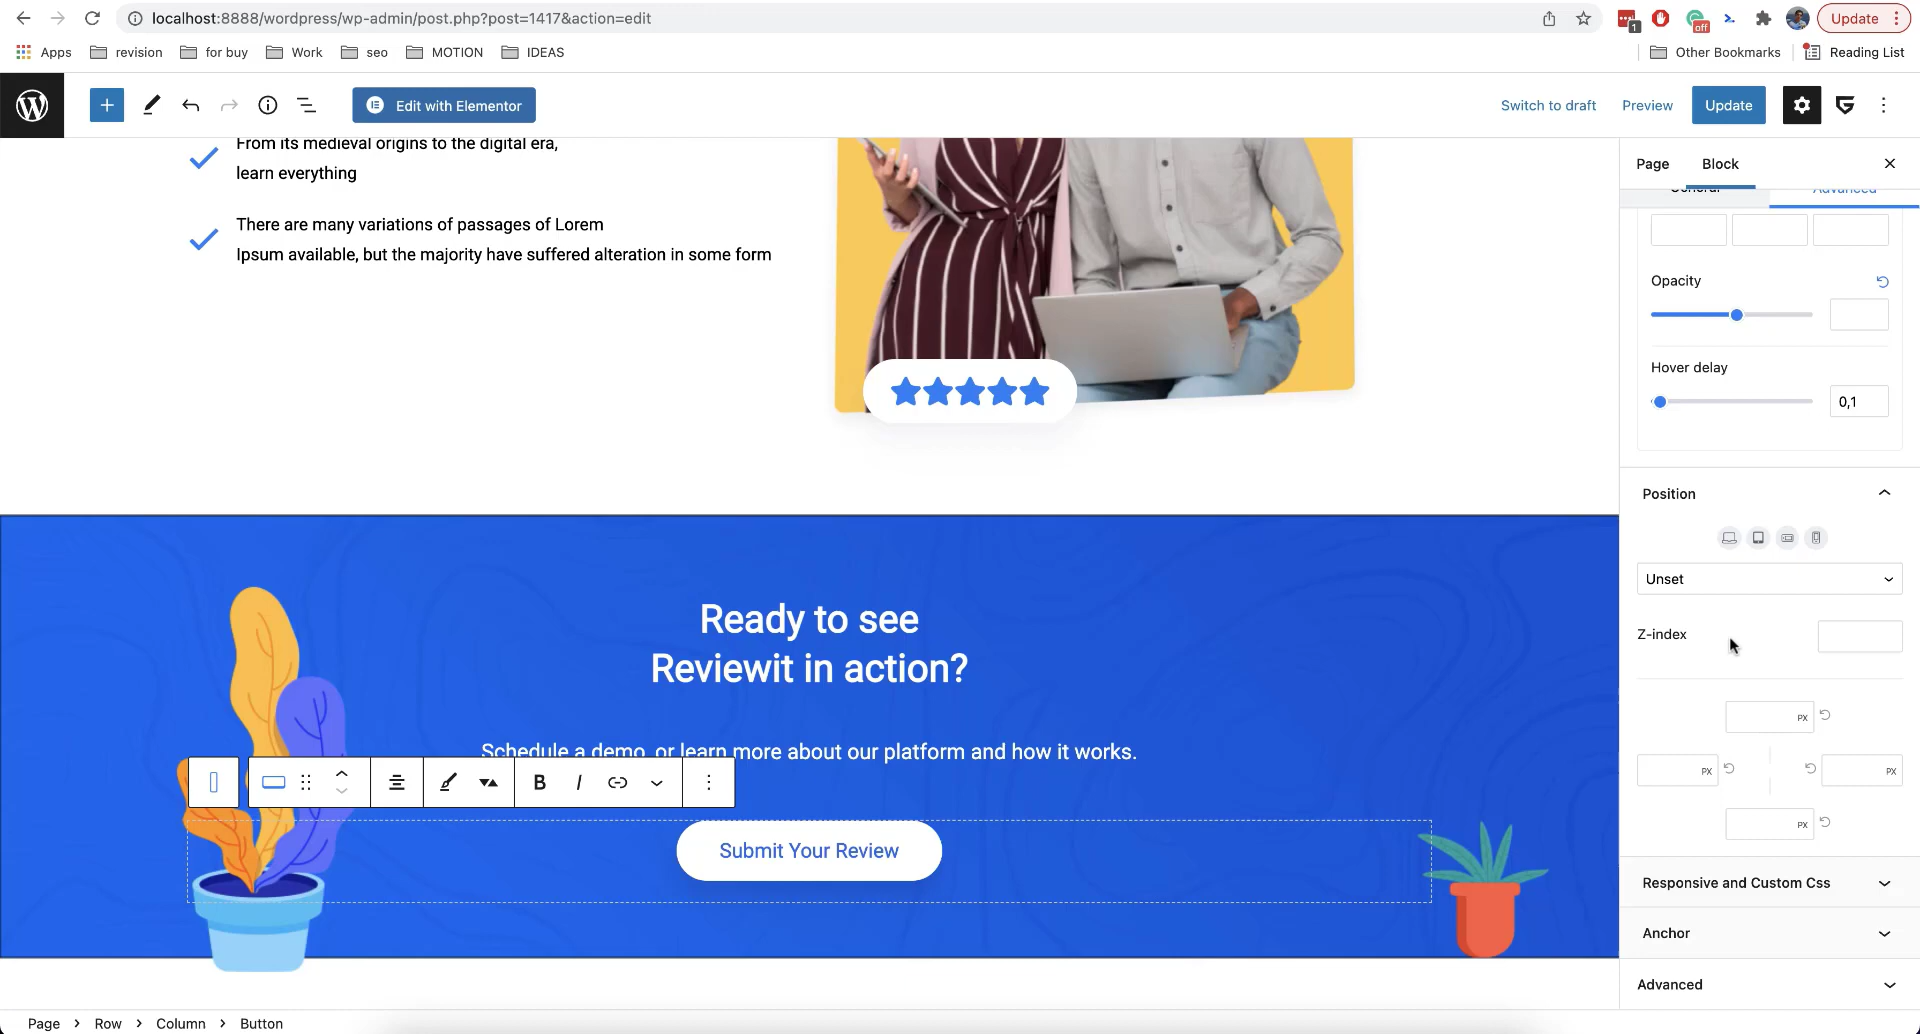 localhost:8888/wordpress/wp-admin/post.php?post=1417&action=edit
1
off
Update
Apps
revision
for buy
Work
seo
MOTION
IDEAS
Other Bookmarks
Reading List
Edit with Elementor
Switch to draft
Preview
Update
From its medieval origins to the digital era,
learn everything
There are many variations of passages of Lorem
Ipsum available, but the majority have suffered alteration in some form
Page
Block
General
Advanced
Opacity
Hover delay
0,1
Position
Unset
Z-index
PX
PX
PX
PX
Responsive and Custom Css
Anchor
Advanced
Ready to see
Reviewit in action?
Schedule a demo, or learn more about our platform and how it works.
B I
Submit Your Review
Page > Row > Column > Button